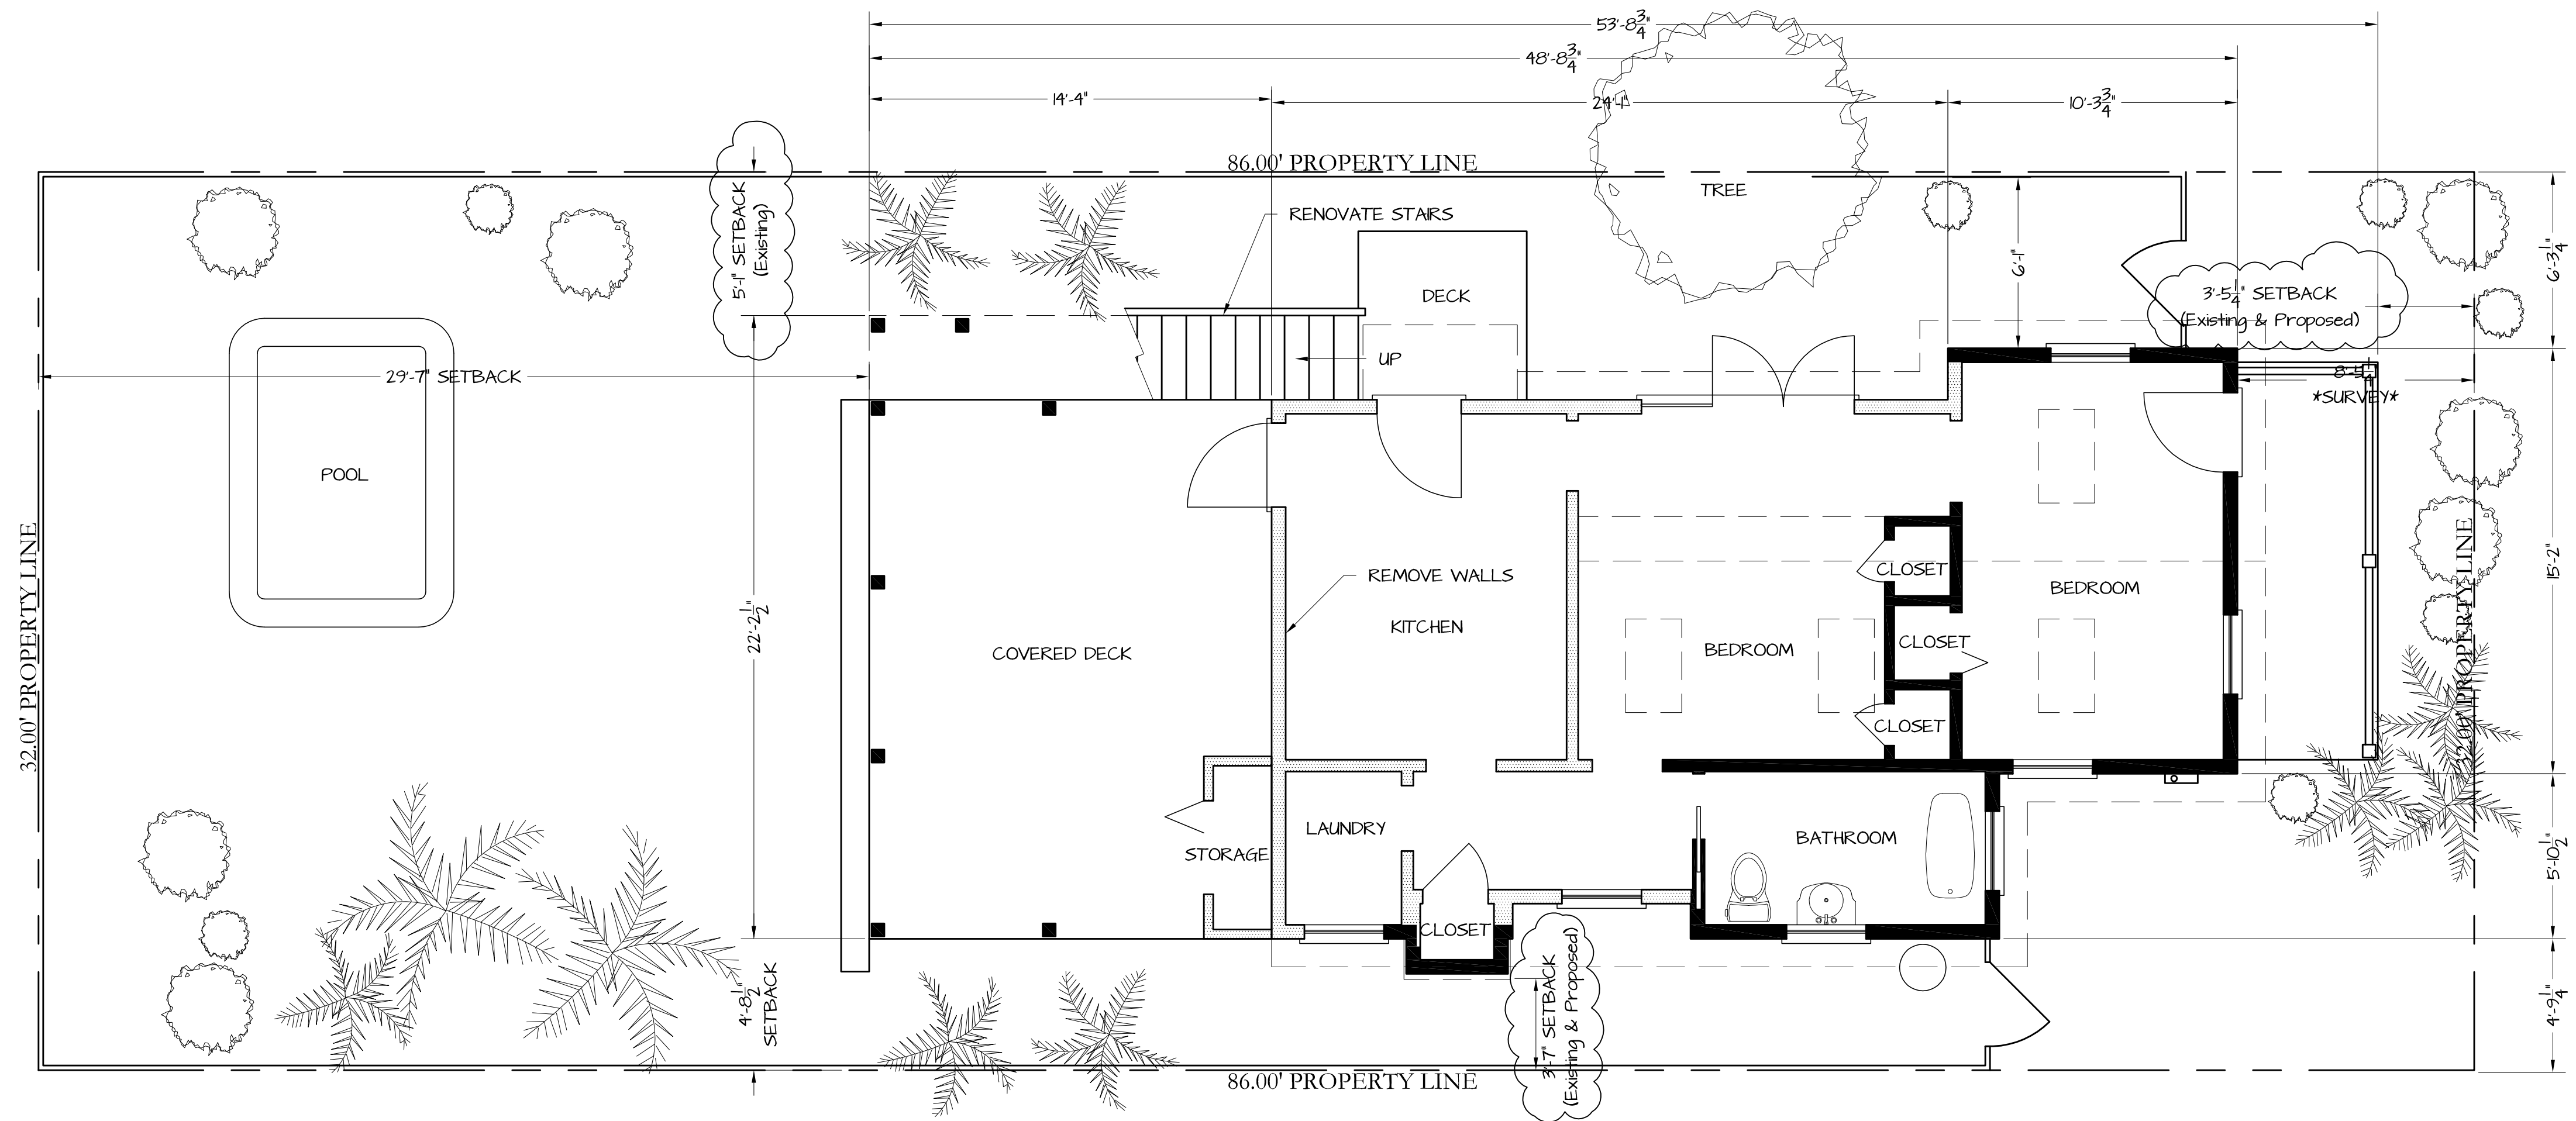 53'-8 3/4"
48'-8 3/4"
14'-4"
24'-1"
10'-3 3/4"
86.00' PROPERTY LINE
TREE
5'-1" SETBACK
(Existing)
RENOVATE STAIRS
6'-1"
6'-3 1/4"
DECK
3'-5 1/4" SETBACK
(Existing & Proposed)
UP
29'-7" SETBACK
*SURVEY*
POOL
32.00' PROPERTY LINE
22'-2 1/2"
REMOVE WALLS
KITCHEN
COVERED DECK
CLOSET
CLOSET
CLOSET
BEDROOM
BEDROOM
15'-2"
32.00' PROPERTY LINE
LAUNDRY
STORAGE
BATHROOM
5'-10 1/2"
CLOSET
4'-8 1/2"
SETBACK
3'-7" SETBACK
(Existing & Proposed)
4'-9 1/4"
86.00' PROPERTY LINE